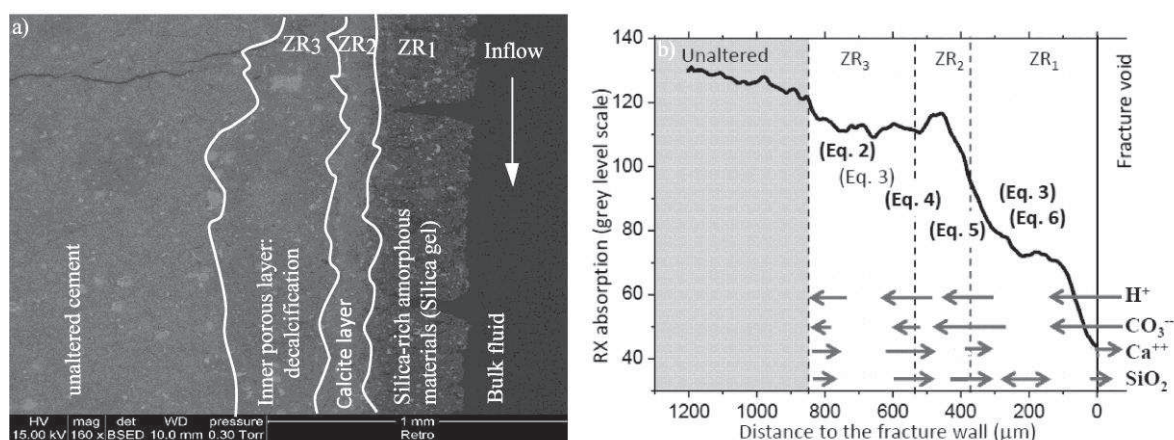 a)
ZR3
ZR2
ZR1
Inflow
unaltered cement
Inner porous layer:
decalcification
Calcite layer
Silica-rich amorphous
materials (Silica gel)
Bulk fluid
HV mag det WD pressure
15.00 kV 160 x BSED 10.0 mm 0.30 Torr
1 mm
Retro
b)
Unaltered ZR3 ZR2 ZR1
Fracture void
RX absorption (grey level scale)
140
120
100
80
60
40
(Eq. 2)
(Eq. 3)
(Eq. 4)
(Eq. 5)
(Eq. 3)
(Eq. 6)
H+
CO3--
Ca++
SiO2
1200 1000 800 600 400 200 0
Distance to the fracture wall (µm)